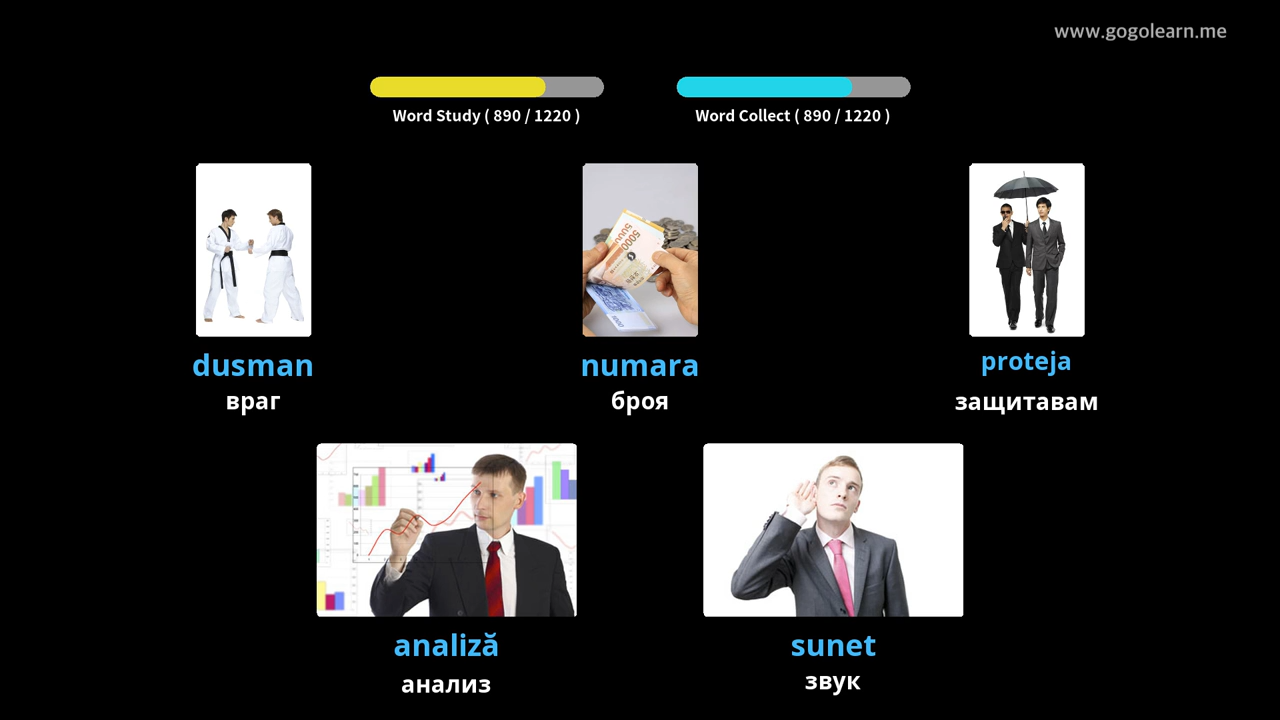 www.gogolearn.me
Word Study ( 890 / 1220 )
Word Collect ( 890 / 1220 )
dusman
враг
numara
броя
proteja
защитавам
analiză
анализ
sunet
звук